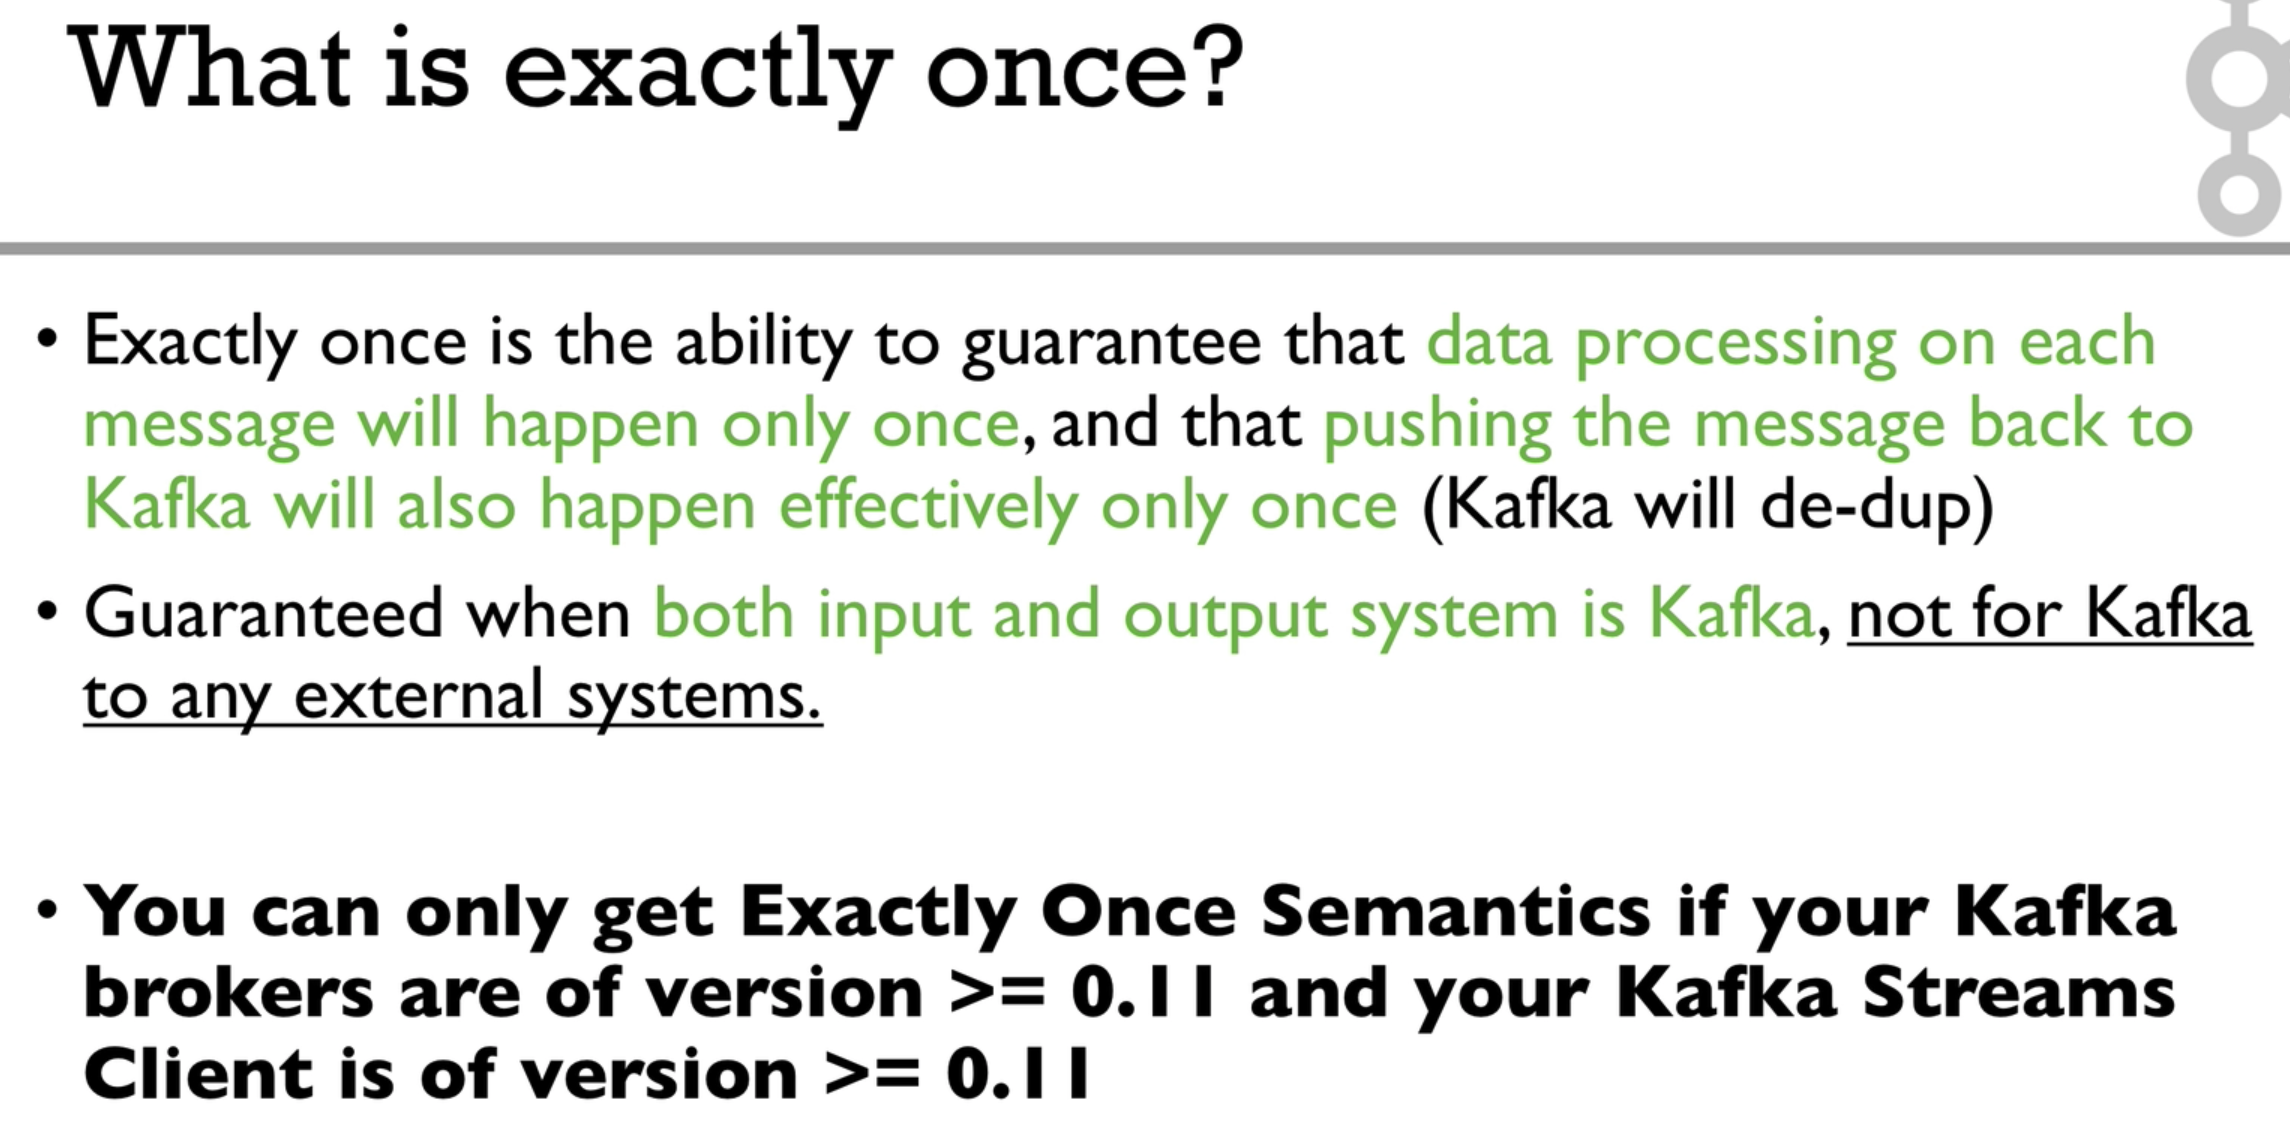 What is exactly once?
• Exactly once is the ability to guarantee that data processing on each
message will happen only once, and that pushing the message back to
Kafka will also happen effectively only once (Kafka will de-dup)
• Guaranteed when both input and output system is Kafka, not for Kafka
to any external systems.
• You can only get Exactly Once Semantics if your Kafka
brokers are of version >= 0.11 and your Kafka Streams
Client is of version >= 0.11